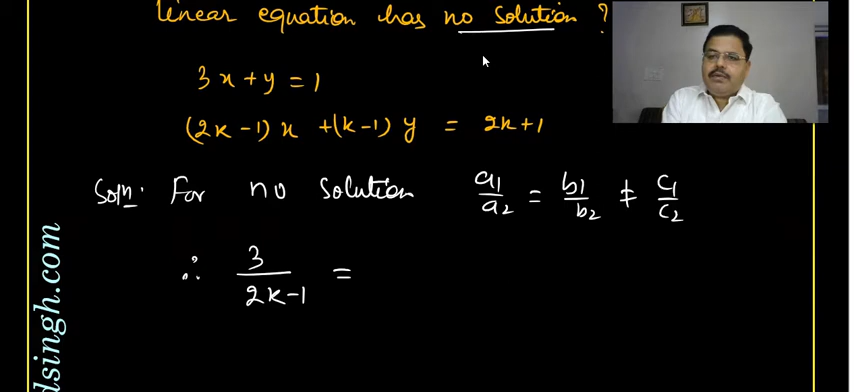 linear equation has no solution ?
3x + y = 1
(2k-1) x + (k-1) y = 2k+1
Soln. For no solution a1/a2 = b1/b2 ≠ c1/c2
∴ 3/(2k-1) =
dsingh.com